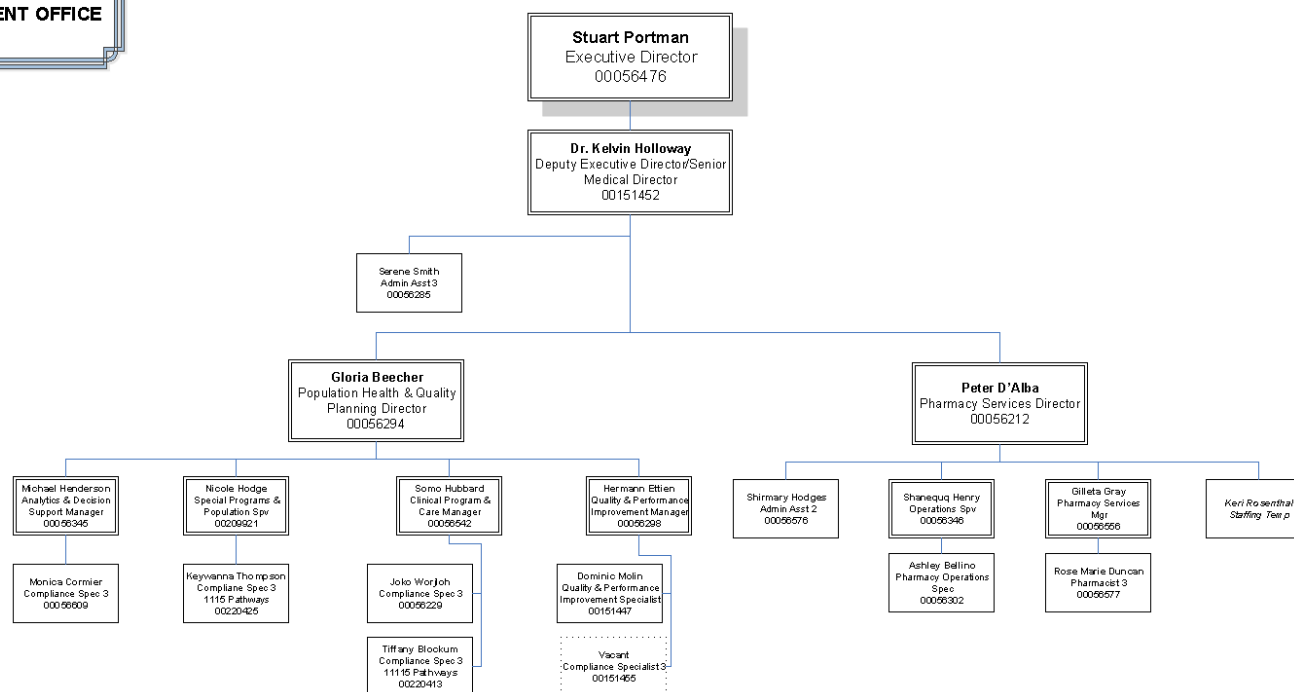 ENT OFFICE
Stuart Portman
Executive Director
00056476
Dr. Kelvin Holloway
Deputy Executive Director/Senior
Medical Director
00151452
Serene Smith
Admin Asst 3
00056285
Gloria Beecher
Population Health & Quality
Planning Director
00056294
Peter D'Alba
Pharmacy Services Director
00056212
Michael Henderson
Analytics & Decision
Support Manager
00056345
Nicole Hodge
Special Programs &
Population Spv
00209921
Somo Hubbard
Clinical Program &
Care Manager
00056542
Hermann Ettien
Quality & Performance
Improvement Manager
00056298
Shirmary Hodges
Admin Asst 2
00056576
Shanequq Henry
Operations Spv
00056346
Gilleta Gray
Pharmacy Services
Mgr
00056556
Keri Rosenthal
Staffing Temp
Monica Cormier
Compliance Spec 3
00056609
Keywanna Thompson
Compliane Spec 3
1115 Pathways
00220425
Joko Worjloh
Compliance Spec 3
00056229
Dominic Molin
Quality & Performance
Improvement Specialist
00151447
Ashley Bellino
Pharmacy Operations
Spec
00056302
Rose Marie Duncan
Pharmacist 3
00056577
Tiffany Blockum
Compliance Spec 3
11115 Pathways
00220413
Vacant
Compliance Specialist 3
00151455